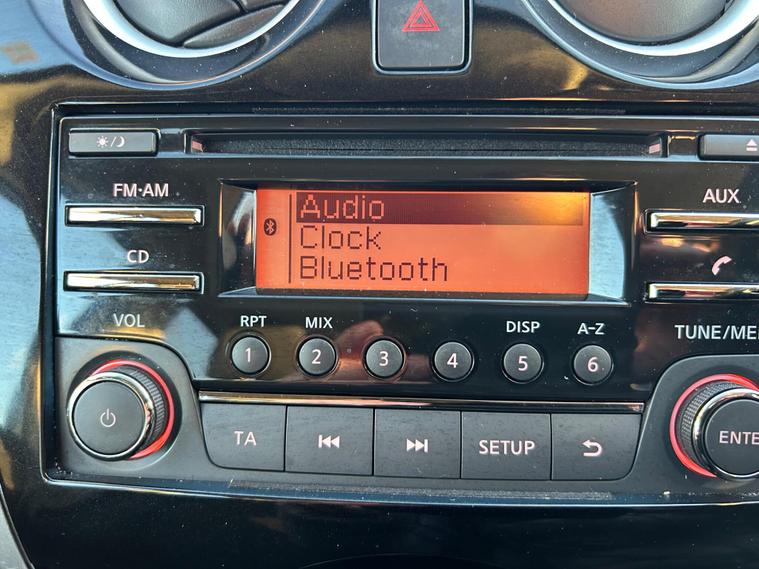 FM·AM
AUX
CD
Audio
Clock
Bluetooth
VOL
RPT
MIX
DISP
A-Z
TUNE/ME
1
2
3
4
5
6
TA
SETUP
ENTE